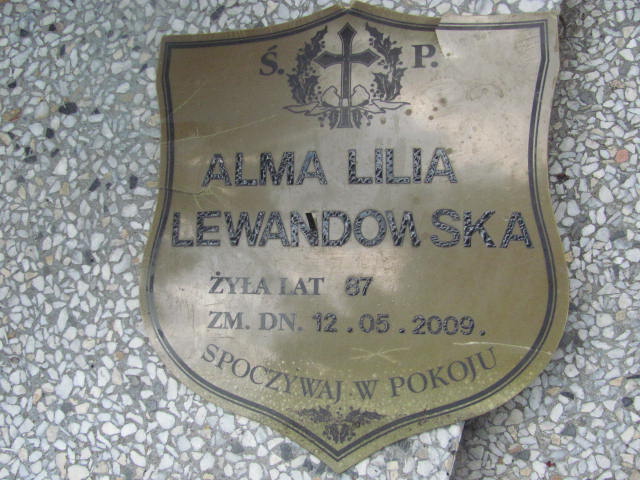 Ś. P.
ALMA LILIA
LEWANDOWSKA
ŻYŁA LAT 87
ZM. DN. 12.05.2009.
SPOCZYWAJ W POKOJU